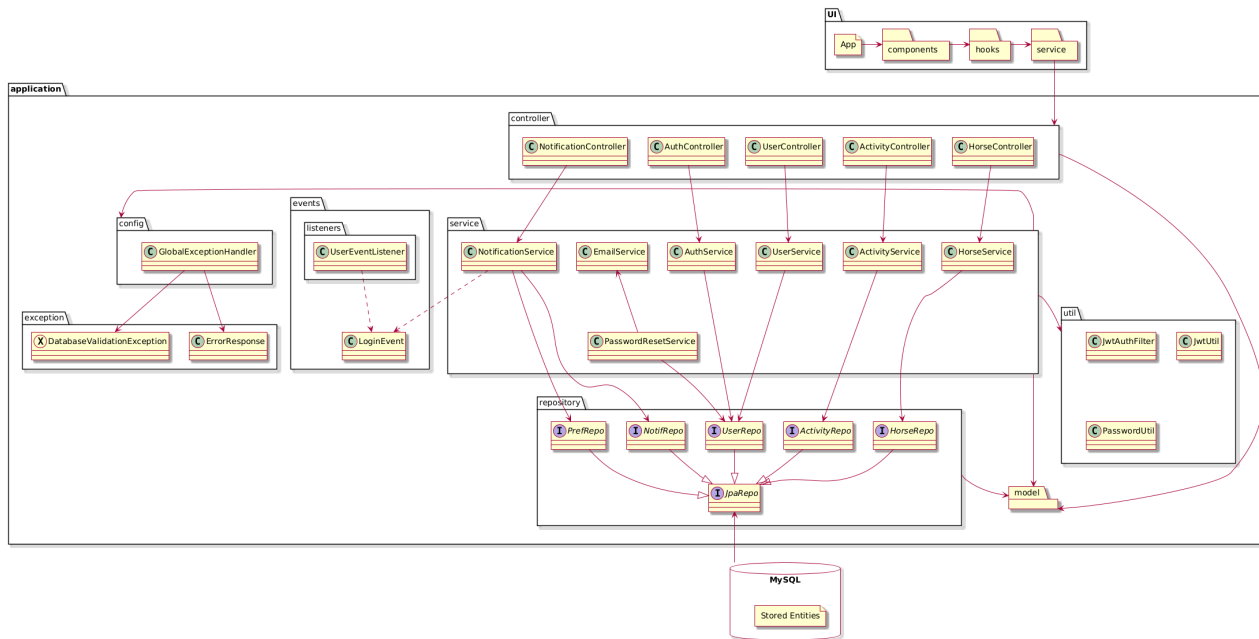 UI
App
components
hooks
service
application
controller
C NotificationController
C AuthController
C UserController
C ActivityController
C HorseController
config
C GlobalExceptionHandler
events
listeners
C UserEventListener
C LoginEvent
service
C NotificationService
C EmailService
C AuthService
C UserService
C ActivityService
C HorseService
C PasswordResetService
exception
X DatabaseValidationException
C ErrorResponse
util
C JwtAuthFilter
C JwtUtil
C PasswordUtil
repository
I PrefRepo
I NotifRepo
I UserRepo
I ActivityRepo
I HorseRepo
I JpaRepo
model
MySQL
Stored Entities